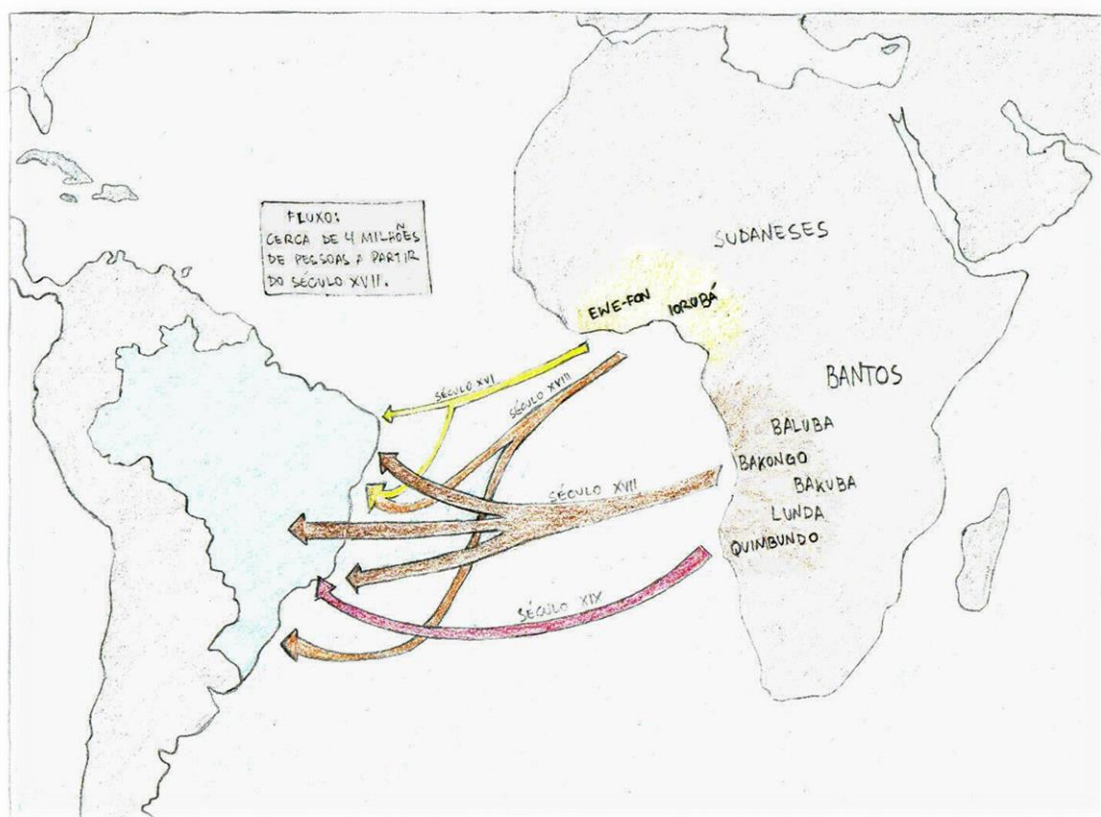 FLUXO:
CERCA DE 4 MILHÕES
DE PESSOAS A PARTIR
DO SÉCULO XVII.
SUDANESES
EWE-FON
IORUBÁ
BANTOS
SÉCULO XVI
SÉCULO XVIII
BALUBA
BAKONGO
BAKUBA
SÉCULO XVII
LUNDA
QUIMBUNDO
SÉCULO XIX